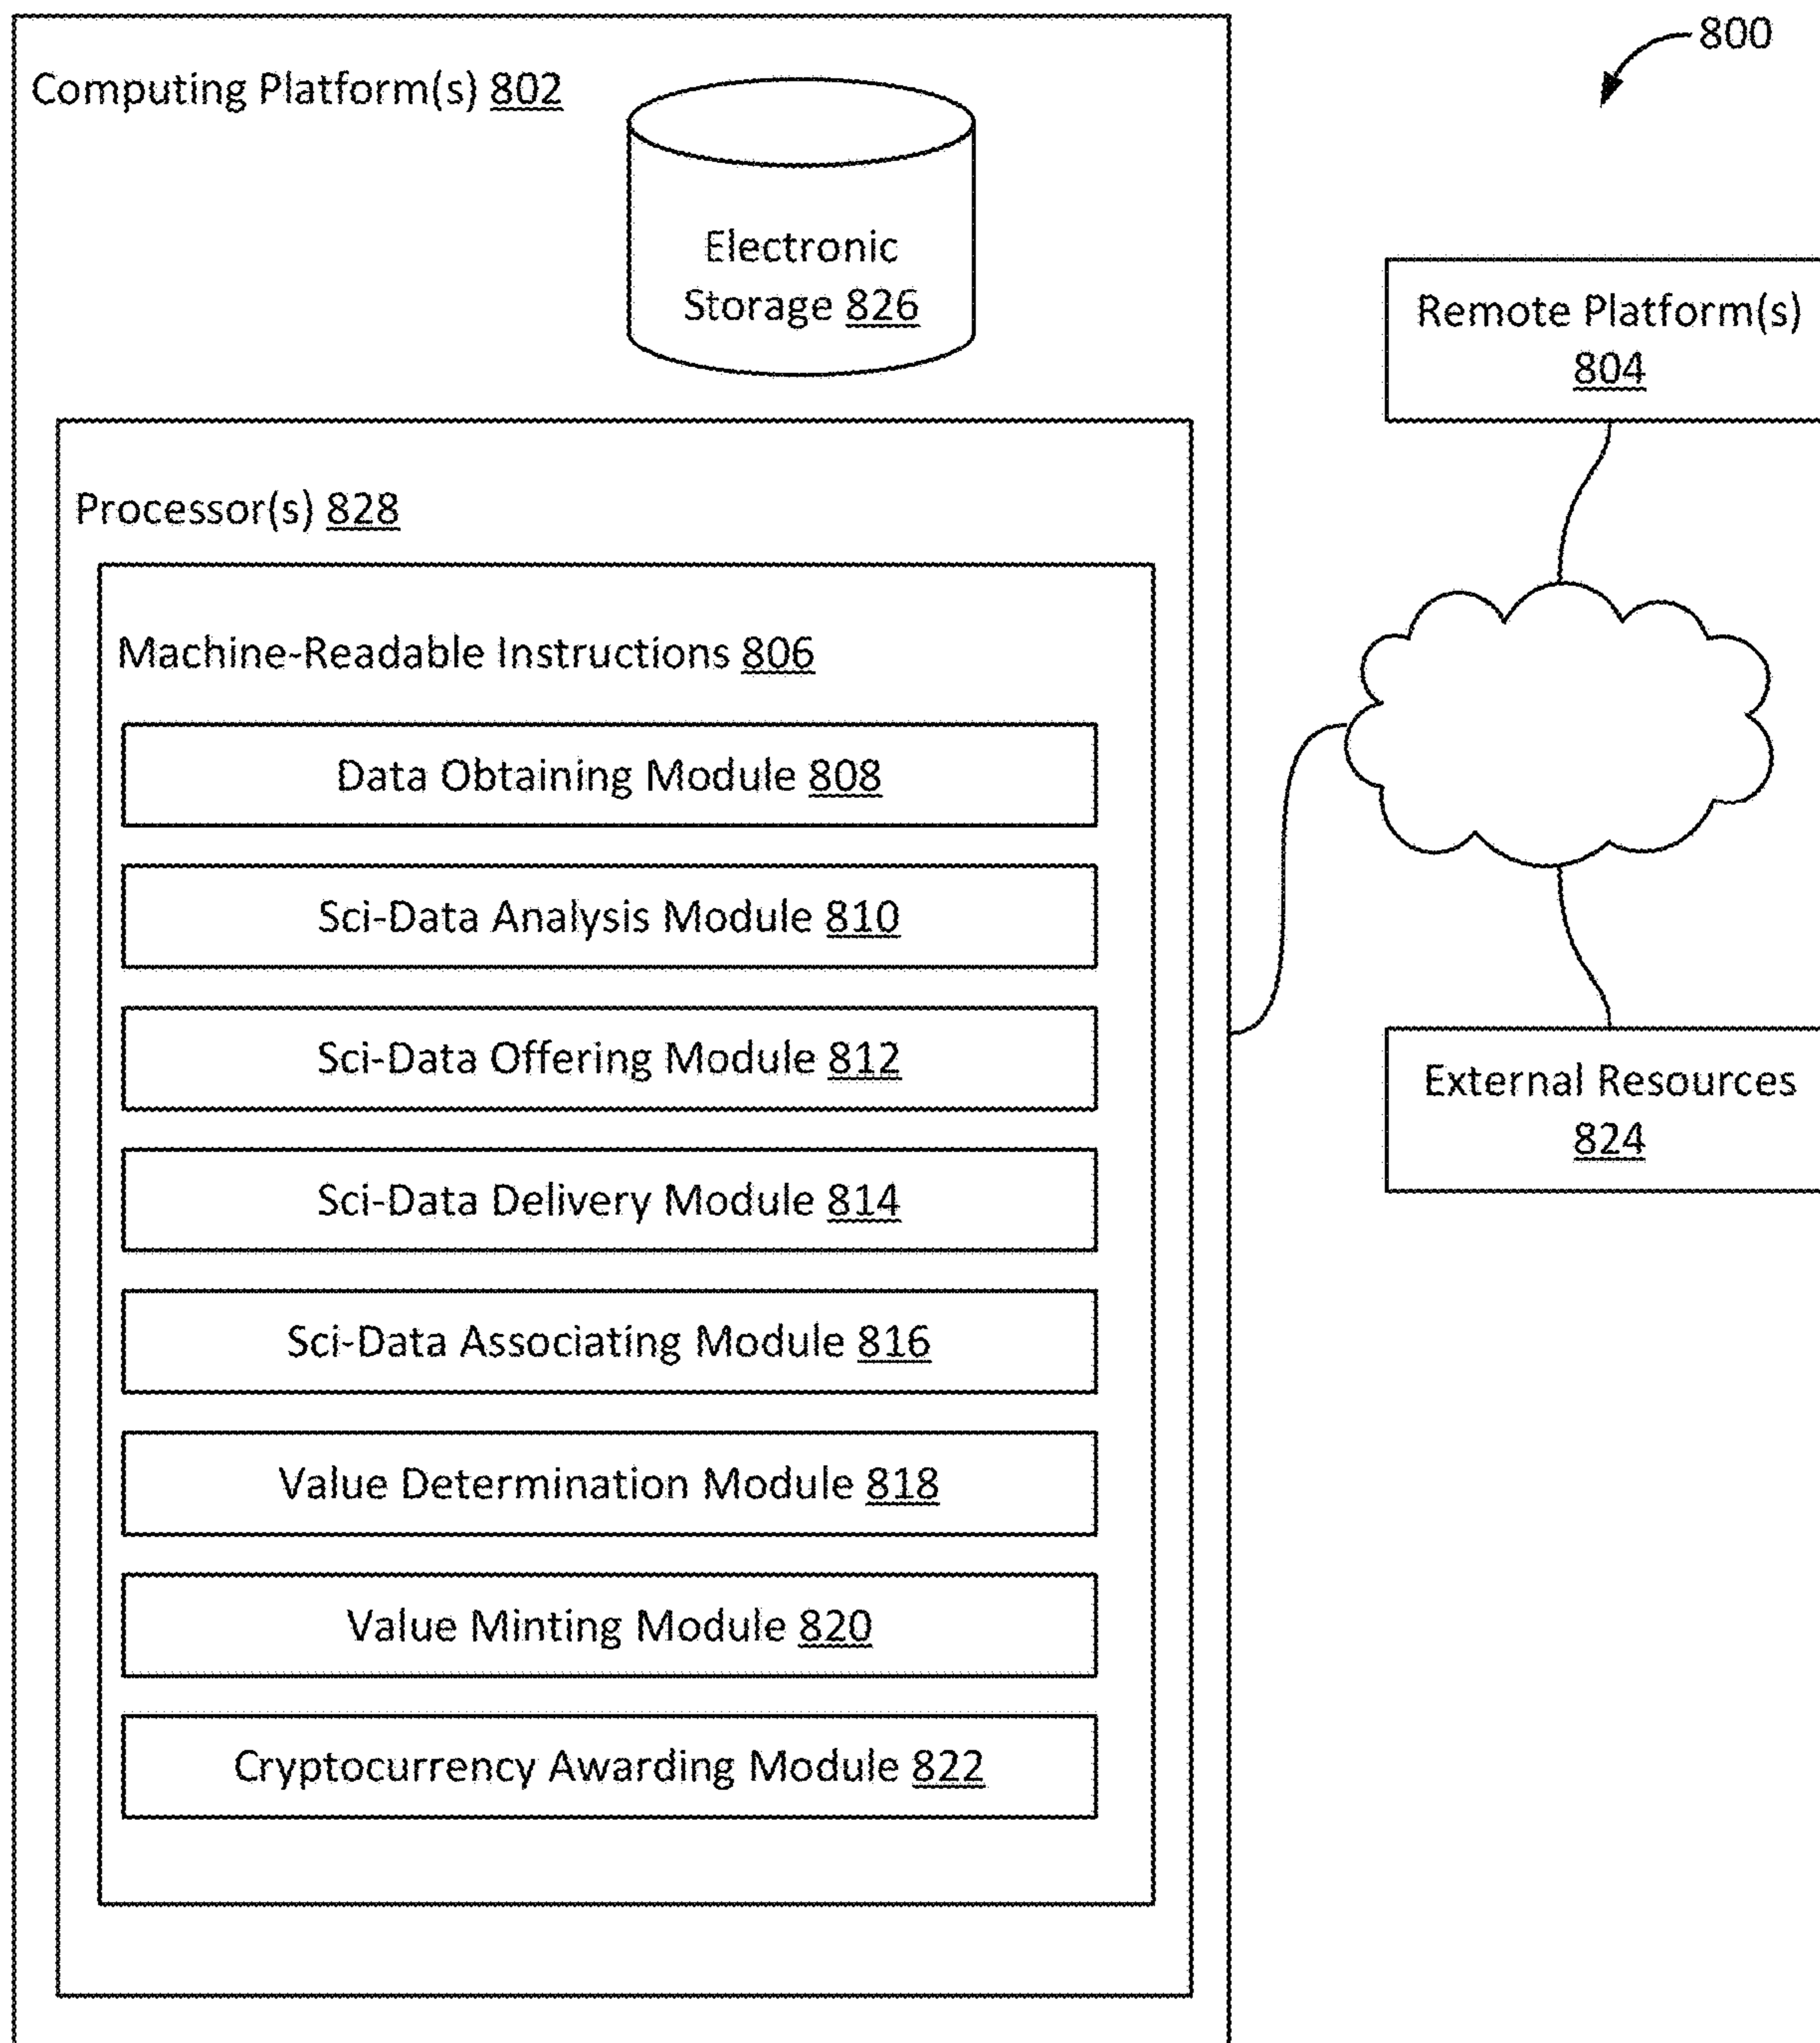 800
Computing Platform(s) 802
Electronic
Storage 826
Remote Platform(s)
804
Processor(s) 828
Machine-Readable Instructions 806
Data Obtaining Module 808
Sci-Data Analysis Module 810
Sci-Data Offering Module 812
Sci-Data Delivery Module 814
Sci-Data Associating Module 816
Value Determination Module 818
Value Minting Module 820
Cryptocurrency Awarding Module 822
External Resources
824